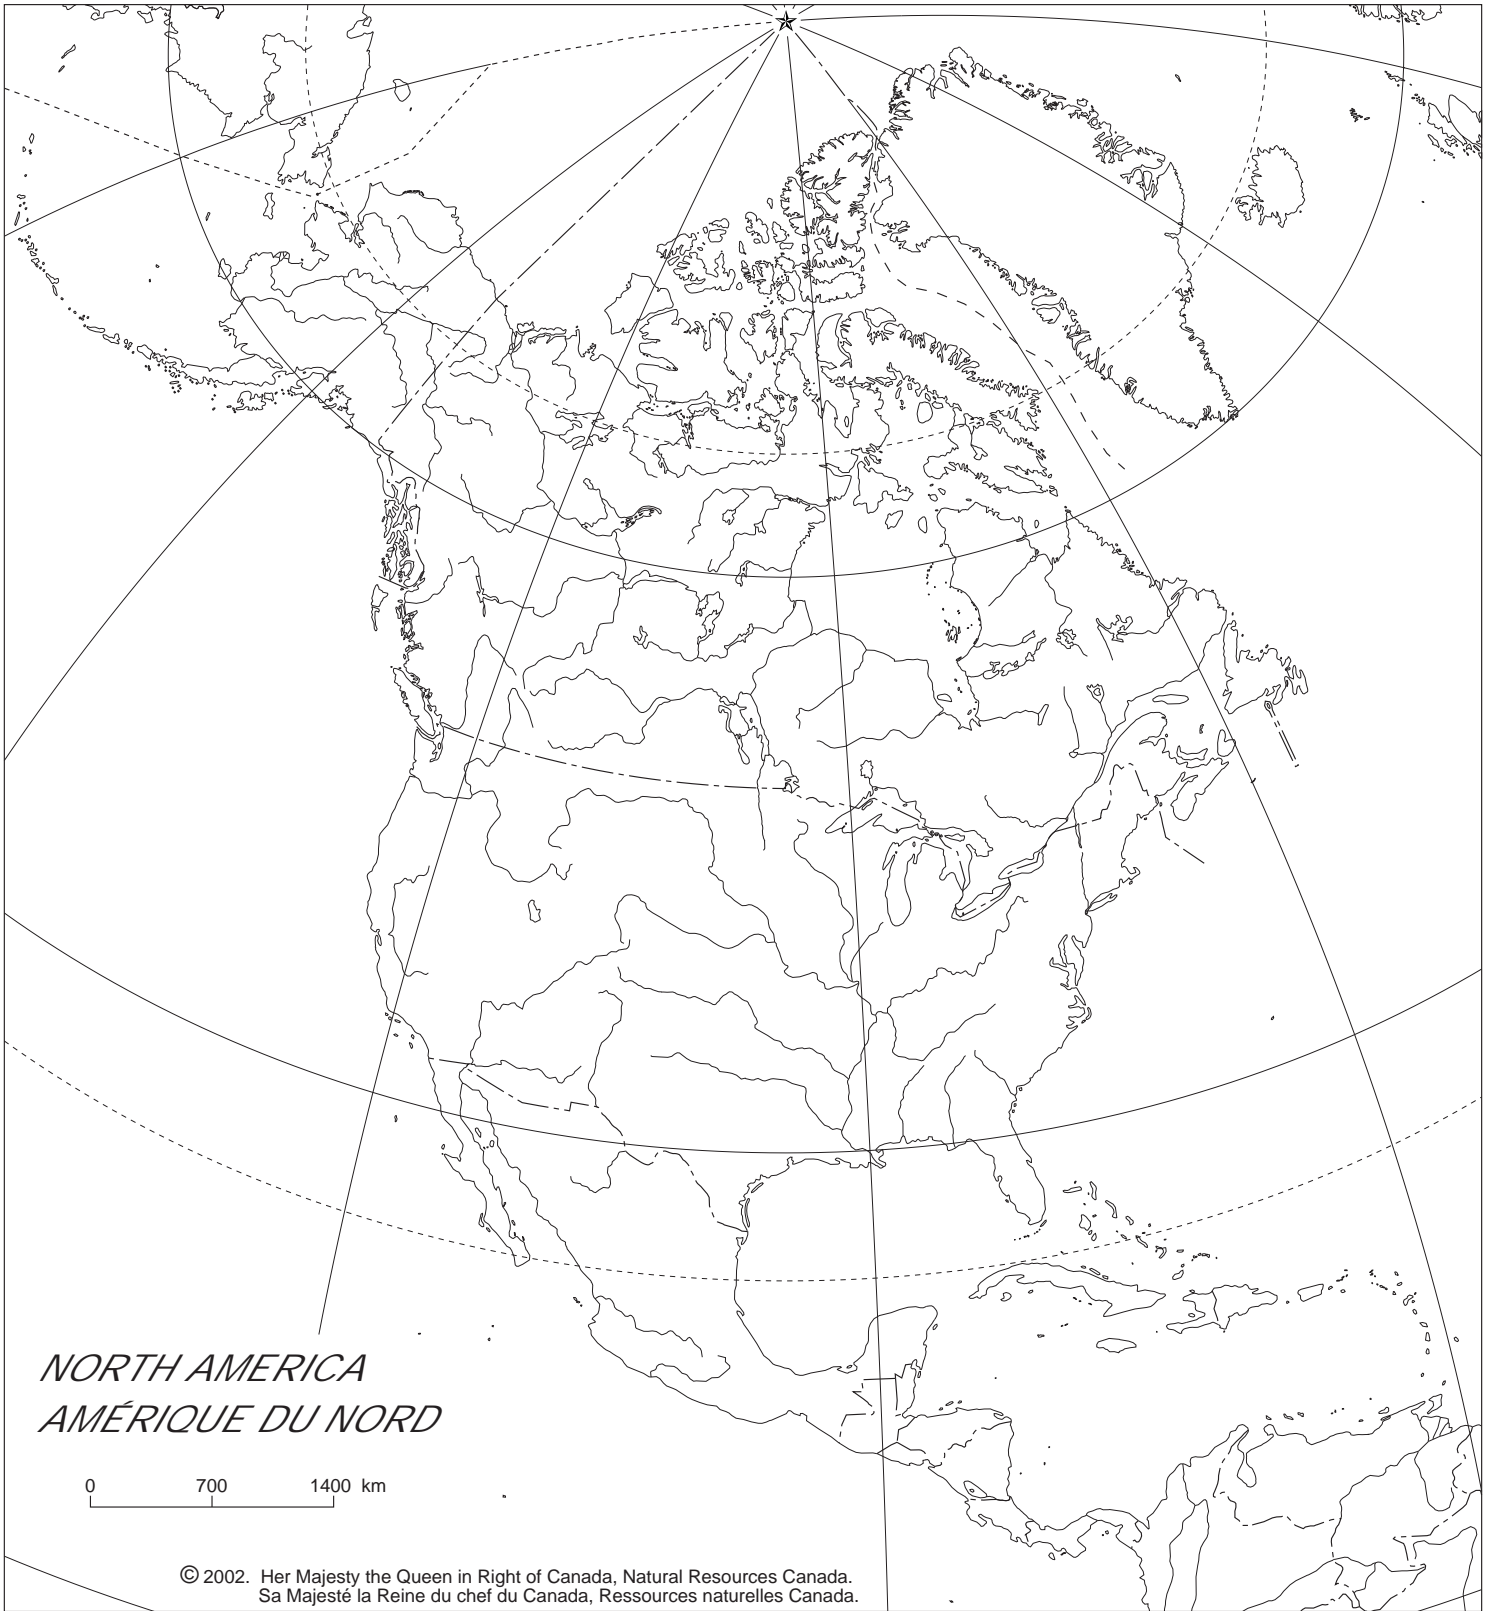 NORTH AMERICA
AMÉRIQUE DU NORD
0 700 1400 km
© 2002. Her Majesty the Queen in Right of Canada, Natural Resources Canada.
Sa Majesté la Reine du chef du Canada, Ressources naturelles Canada.